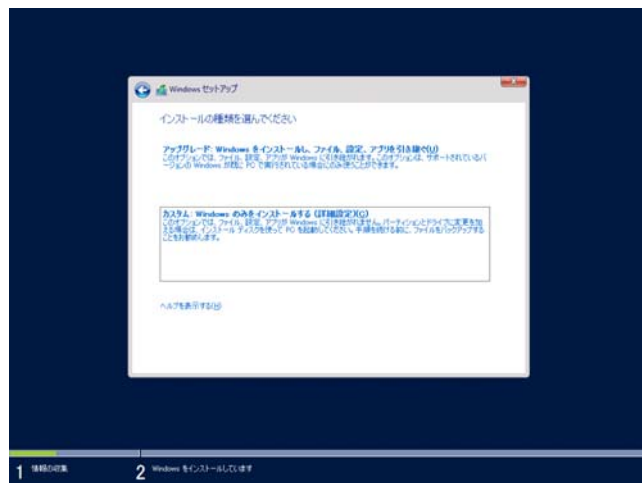 Windows セットアップ
インストールの種類を選んでください
アップグレード: Windows をインストールし、ファイル、設定、アプリを引き継ぐ(U)
このオプションでは、ファイル、設定、アプリが Windows に引き継がれます。このオプションは、サポートされているバ
ージョンの Windows が既に PC で実行されている場合にのみ使うことができます。
カスタム: Windows のみをインストールする (詳細設定)(C)
このオプションでは、ファイル、設定、アプリが Windows に引き継がれません。パーティションとドライブに変更を加
える場合は、インストール ディスクを使って PC を起動してください。手順を続ける前に、ファイルをバックアップする
ことをお勧めします。
ヘルプを表示する(H)
1 情報の収集
2 Windows をインストールしています